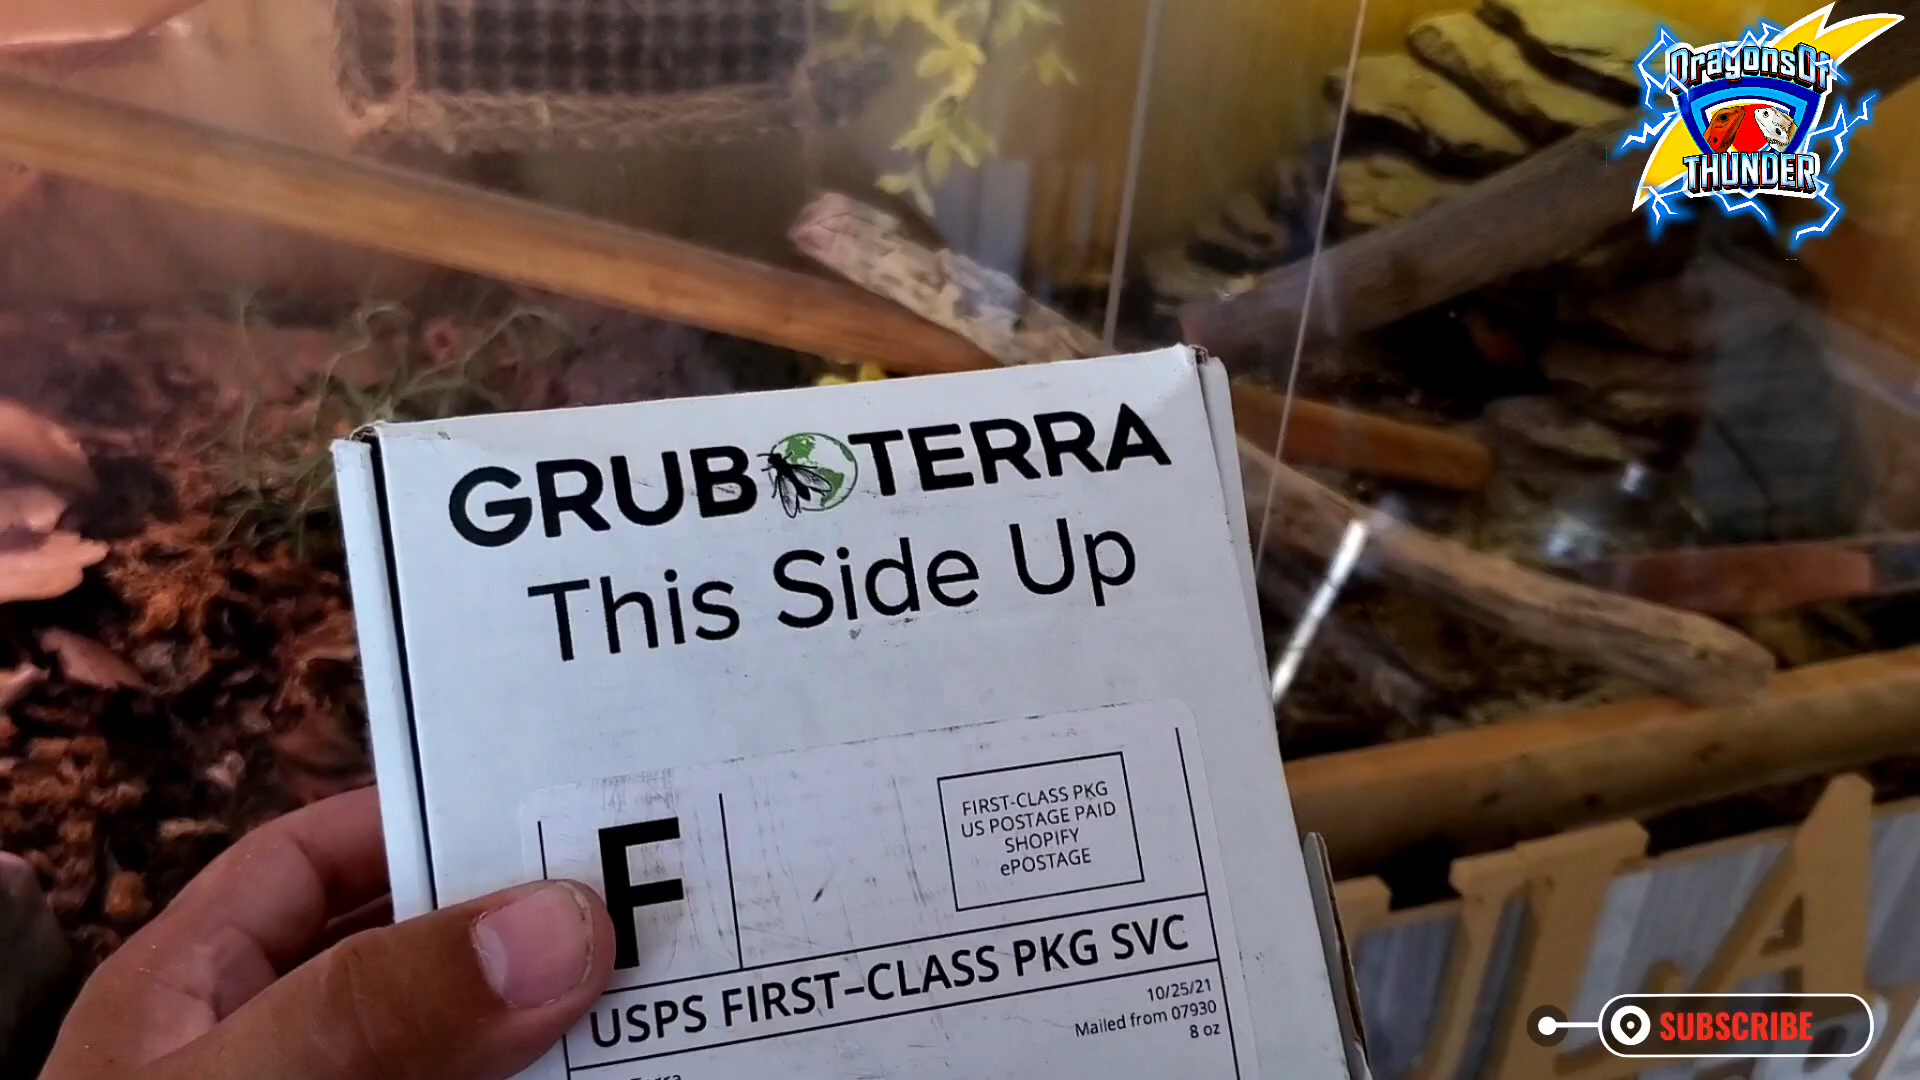 DragonsOf
THUNDER
GRUB TERRA
This Side Up
F
FIRST-CLASS PKG
US POSTAGE PAID
SHOPIFY
ePOSTAGE
USPS FIRST-CLASS PKG SVC
10/25/21
Mailed from 07930
8 oz
Terra
SUBSCRIBE